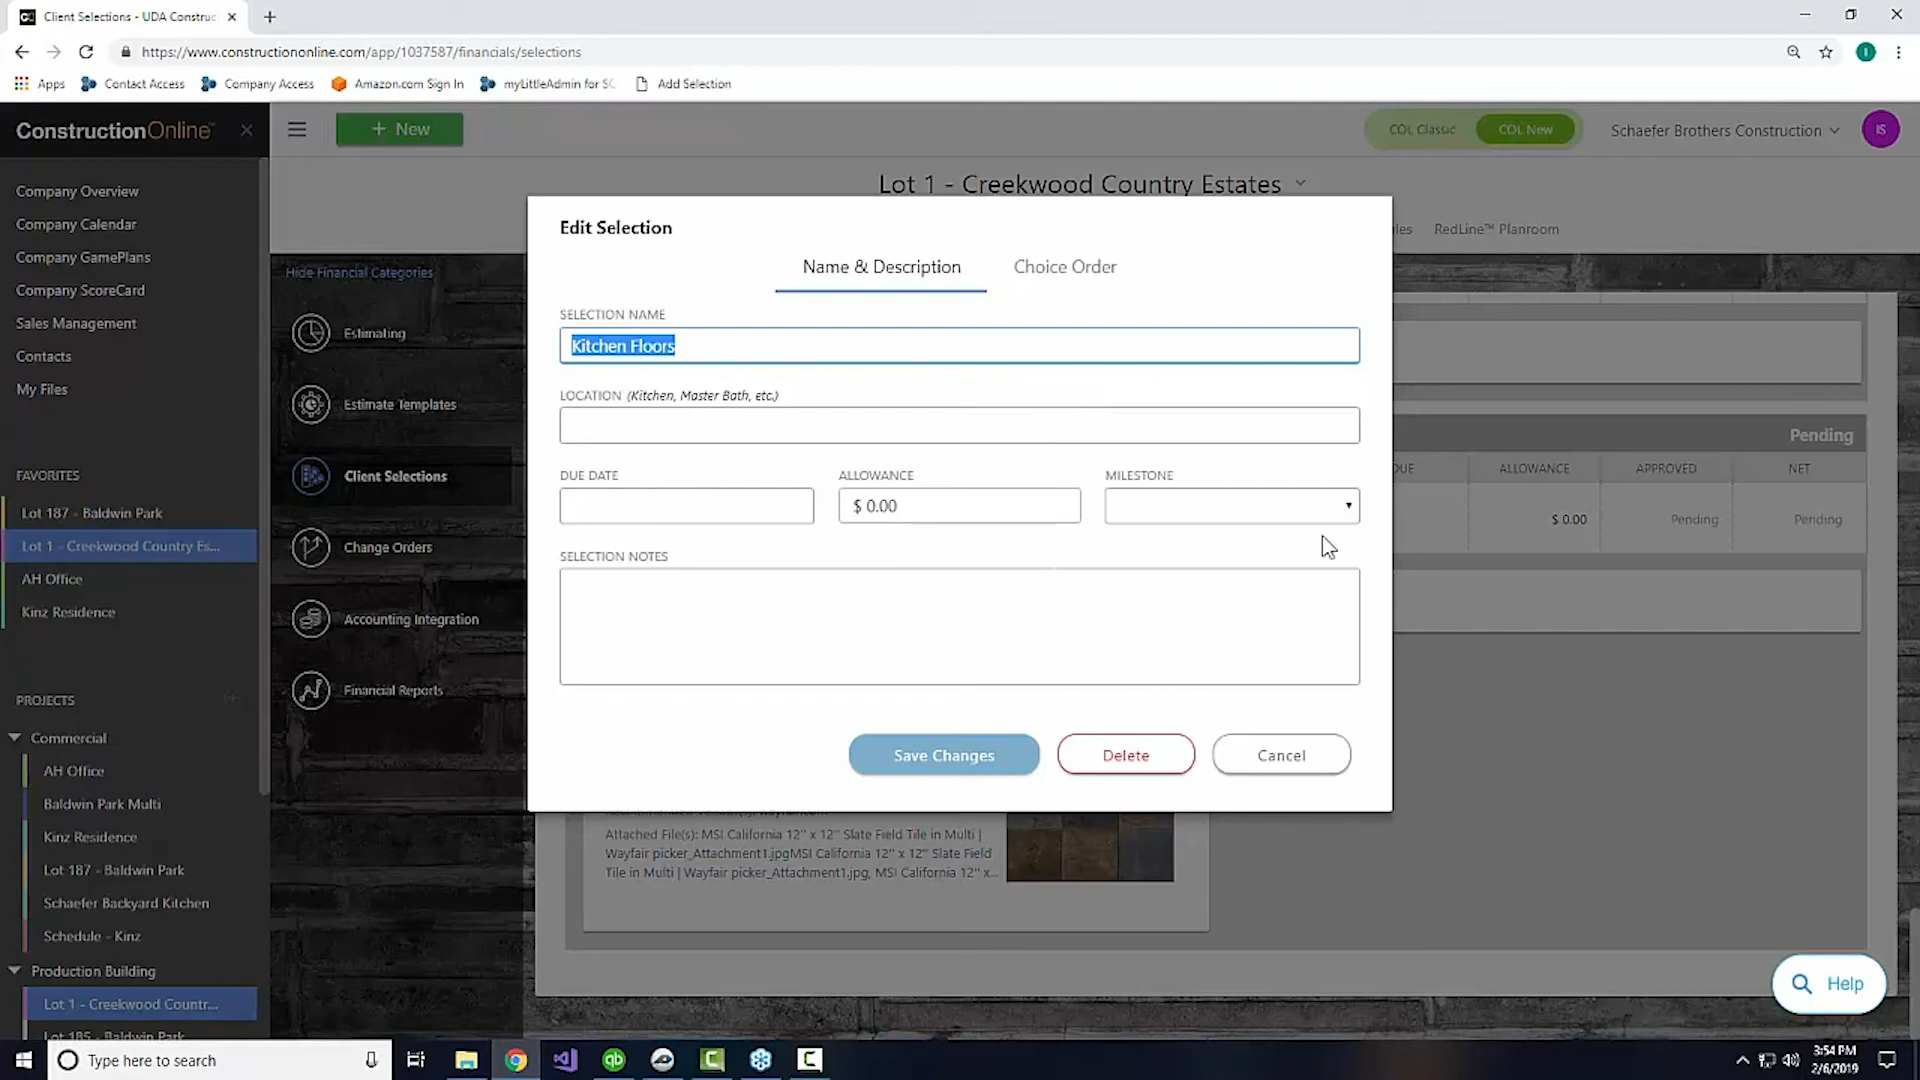 Client Selections - UDA Construc
https://www.constructiononline.com/app/1037587/financials/selections
Apps
Contact Access
Company Access
Amazon.com Sign In
myLittleAdmin for SC
Add Selection
ConstructionOnline™
+ New
COL Classic
COL New
Schaefer Brothers Construction
IS
Company Overview
Company Calendar
Company GamePlans
Company ScoreCard
Sales Management
Contacts
My Files
FAVORITES
Lot 187 - Baldwin Park
Lot 1 - Creekwood Country Es...
AH Office
Kinz Residence
PROJECTS
Commercial
AH Office
Baldwin Park Multi
Kinz Residence
Lot 187 - Baldwin Park
Schaefer Backyard Kitchen
Schedule - Kinz
Production Building
Lot 1 - Creekwood Countr...
Lot 185 - Baldwin Park
Lot 1 - Creekwood Country Estates
RedLine™ Planroom
Hide Financial Categories
Estimating
Estimate Templates
Client Selections
Change Orders
Accounting Integration
Financial Reports
Edit Selection
Name & Description
Choice Order
SELECTION NAME
Kitchen Floors
LOCATION (Kitchen, Master Bath, etc.)
DUE DATE
ALLOWANCE
MILESTONE
$ 0.00
SELECTION NOTES
Save Changes
Delete
Cancel
Pending
DUE
ALLOWANCE
APPROVED
NET
$ 0.00
Pending
Pending
Attached File(s): MSI California 12" x 12" Slate Field Tile in Multi |
Wayfair picker_Attachment1.jpgMSI California 12" x 12" Slate Field
Tile in Multi | Wayfair picker_Attachment1.jpg, MSI California 12" x...
Help
Type here to search
3:54 PM
2/6/2019